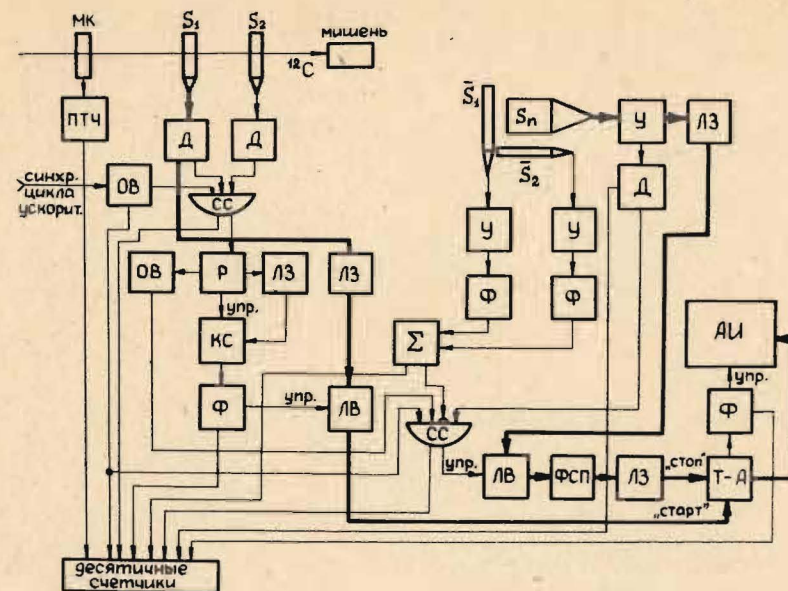 МК
S₁
S₂
мишень
¹²C
ПТЧ
Д
Д
S̄₁
Sn
У
ЛЗ
S̄₂
Д
синхр.
цикла
ускорит.
ОВ
СС
У
У
ОВ
Р
ЛЗ
ЛЗ
упр.
Ф
Ф
КС
Σ
АИ
упр.
Ф
упр.
ЛВ
СС
Ф
упр.
ЛВ
ФСП
ЛЗ
„стоп"
Т-А
„старт"
десятичные
счетчики